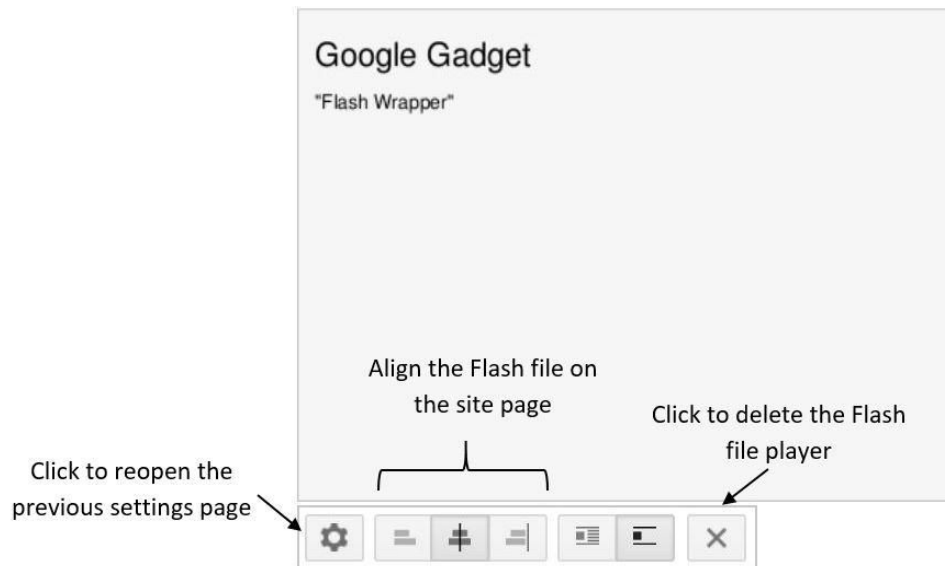 Google Gadget
"Flash Wrapper"
Align the Flash file on
the site page
Click to delete the Flash
file player
Click to reopen the
previous settings page